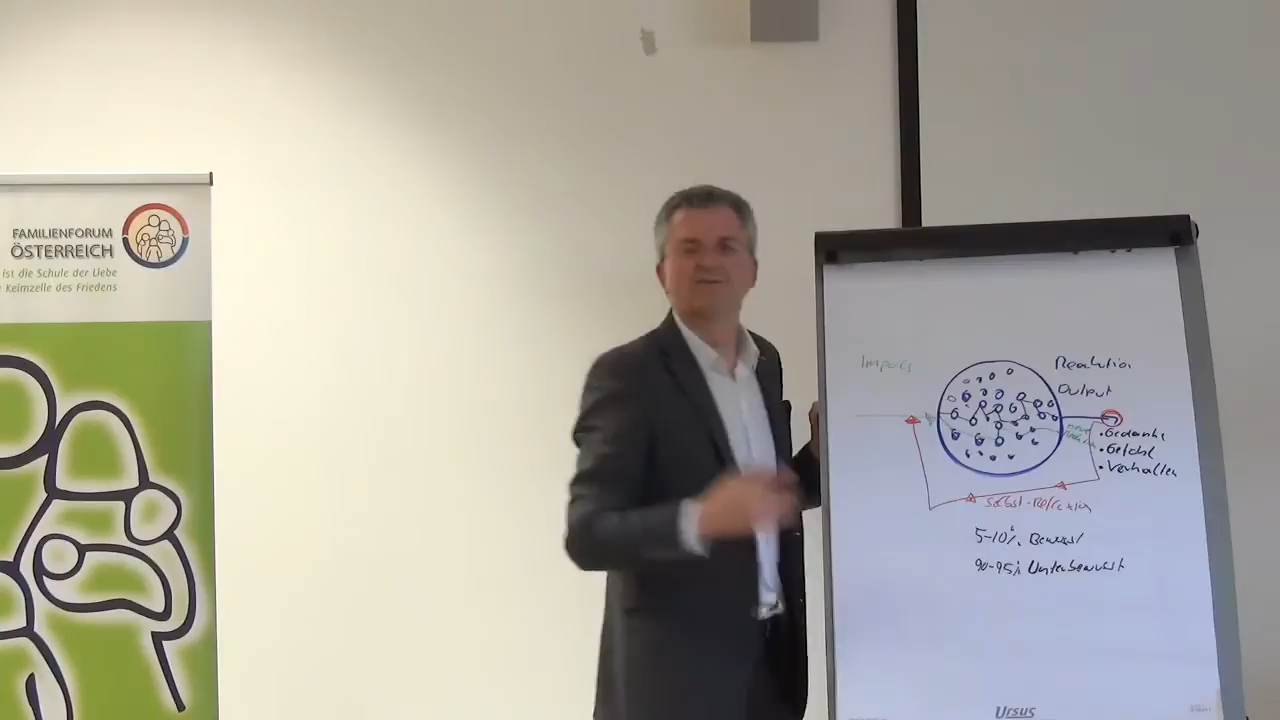 FAMILIENFORUM
ÖSTERREICH
ist die Schule der Liebe
Keimzelle des Friedens
Impuls
Reaktion
Output
• Gedanke
• Gefühl
• Verhalten
Selbst-Reflexion
5-10% Bewusst
90-95% Unterbewusst
Ursus